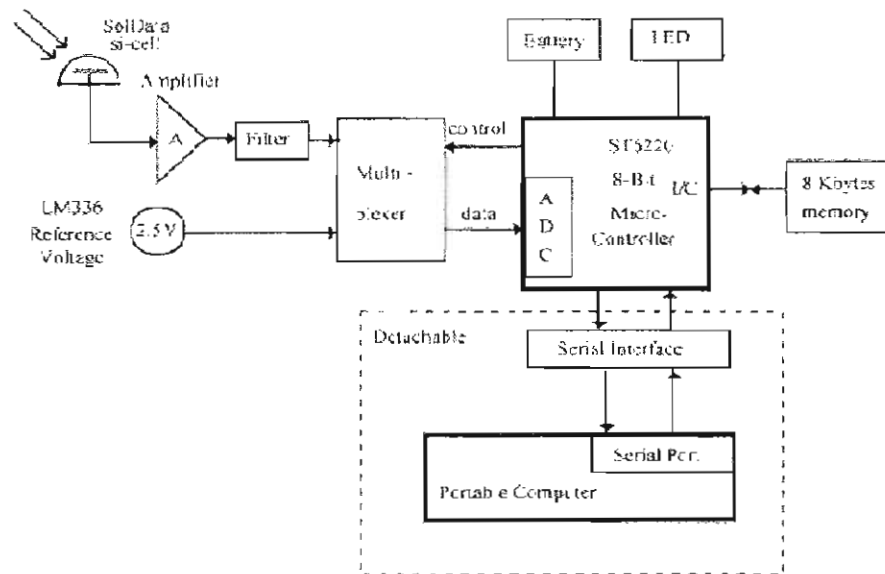 SolData
si-cell
Amplifier
A
Filter
LM336
Reference
Voltage
2.5 V
Multi -
plexer
control
data
Battery
LED
ST6220
8-Bit
Micro-
Controller
I/C
A
D
C
8 Kbytes
memory
Detachable
Serial Interface
Serial Port
Portable Computer